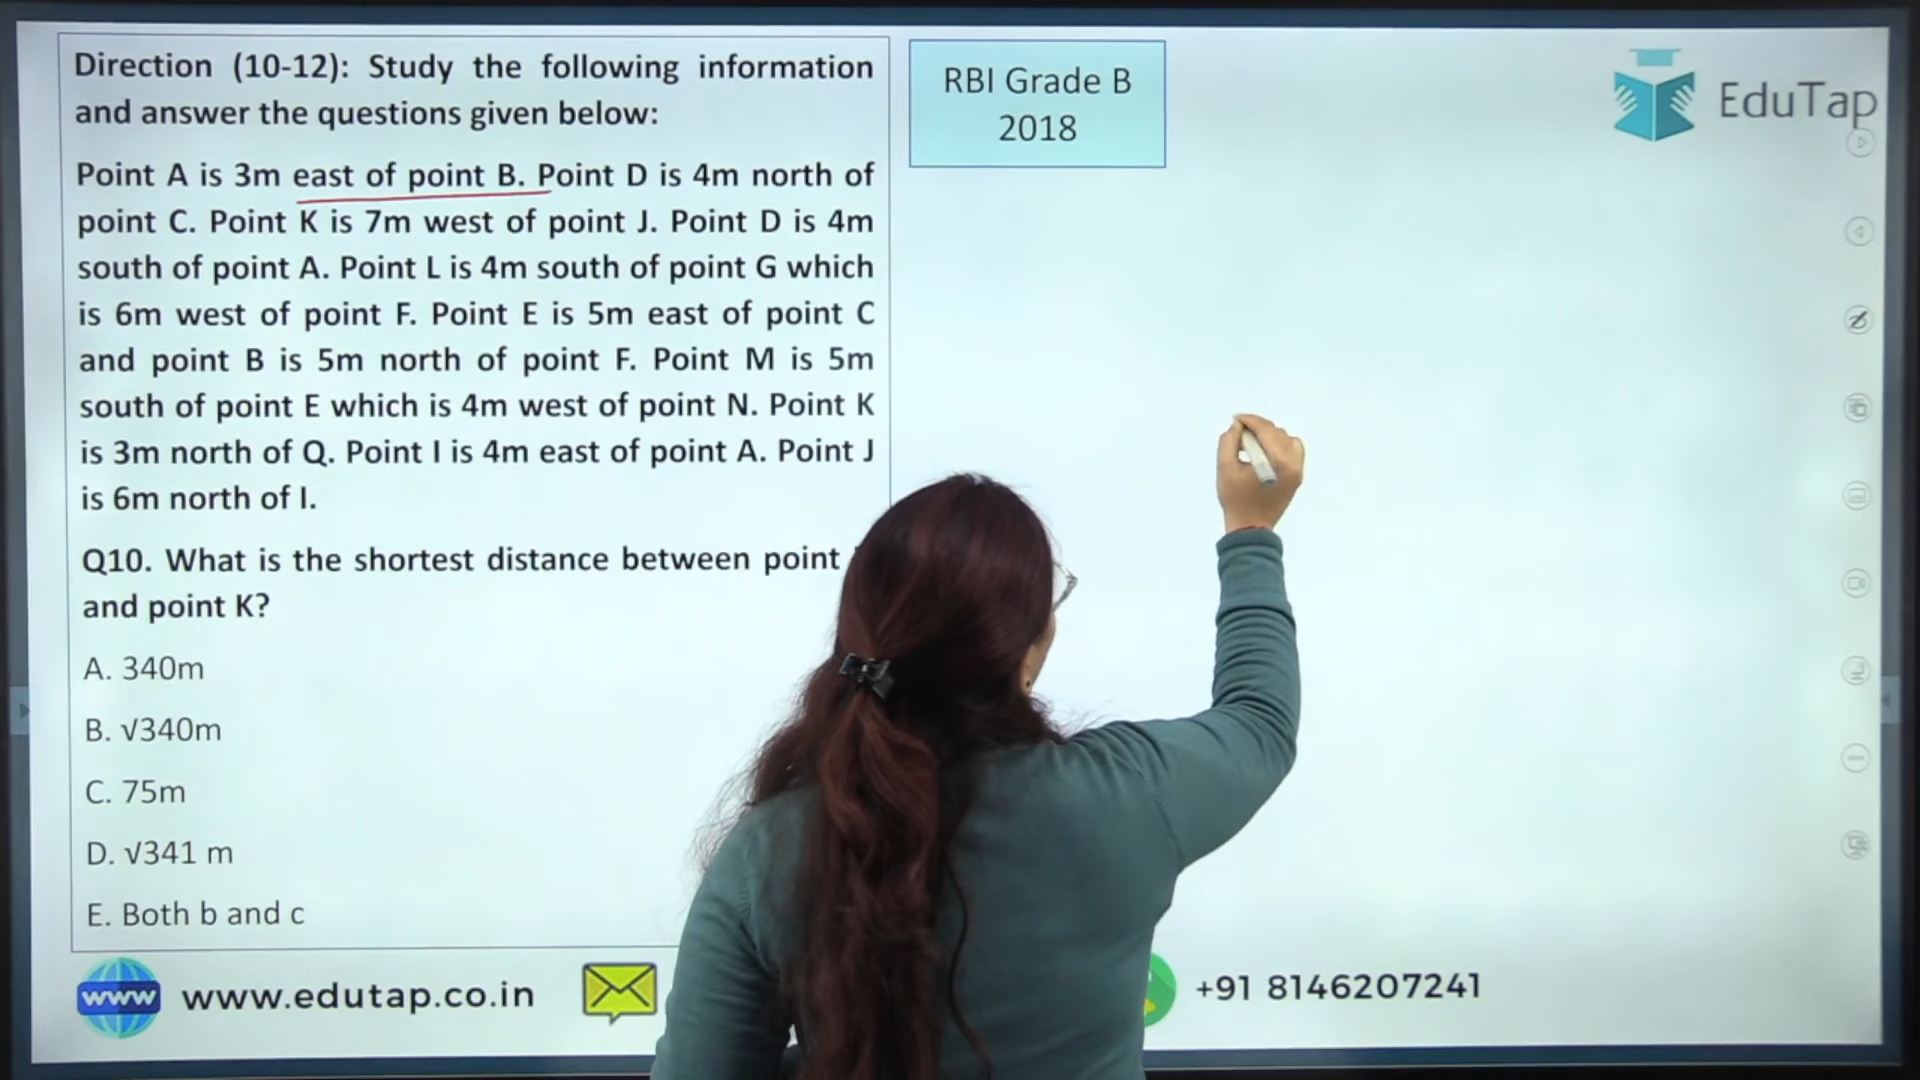 Direction (10-12): Study the following information
and answer the questions given below:
Point A is 3m east of point B. Point D is 4m north of
point C. Point K is 7m west of point J. Point D is 4m
south of point A. Point L is 4m south of point G which
is 6m west of point F. Point E is 5m east of point C
and point B is 5m north of point F. Point M is 5m
south of point E which is 4m west of point N. Point K
is 3m north of Q. Point I is 4m east of point A. Point J
is 6m north of I.
Q10. What is the shortest distance between point
and point K?
A. 340m
B. √340m
C. 75m
D. √341 m
E. Both b and c
RBI Grade B
2018
EduTap
www
www.edutap.co.in
+91 8146207241